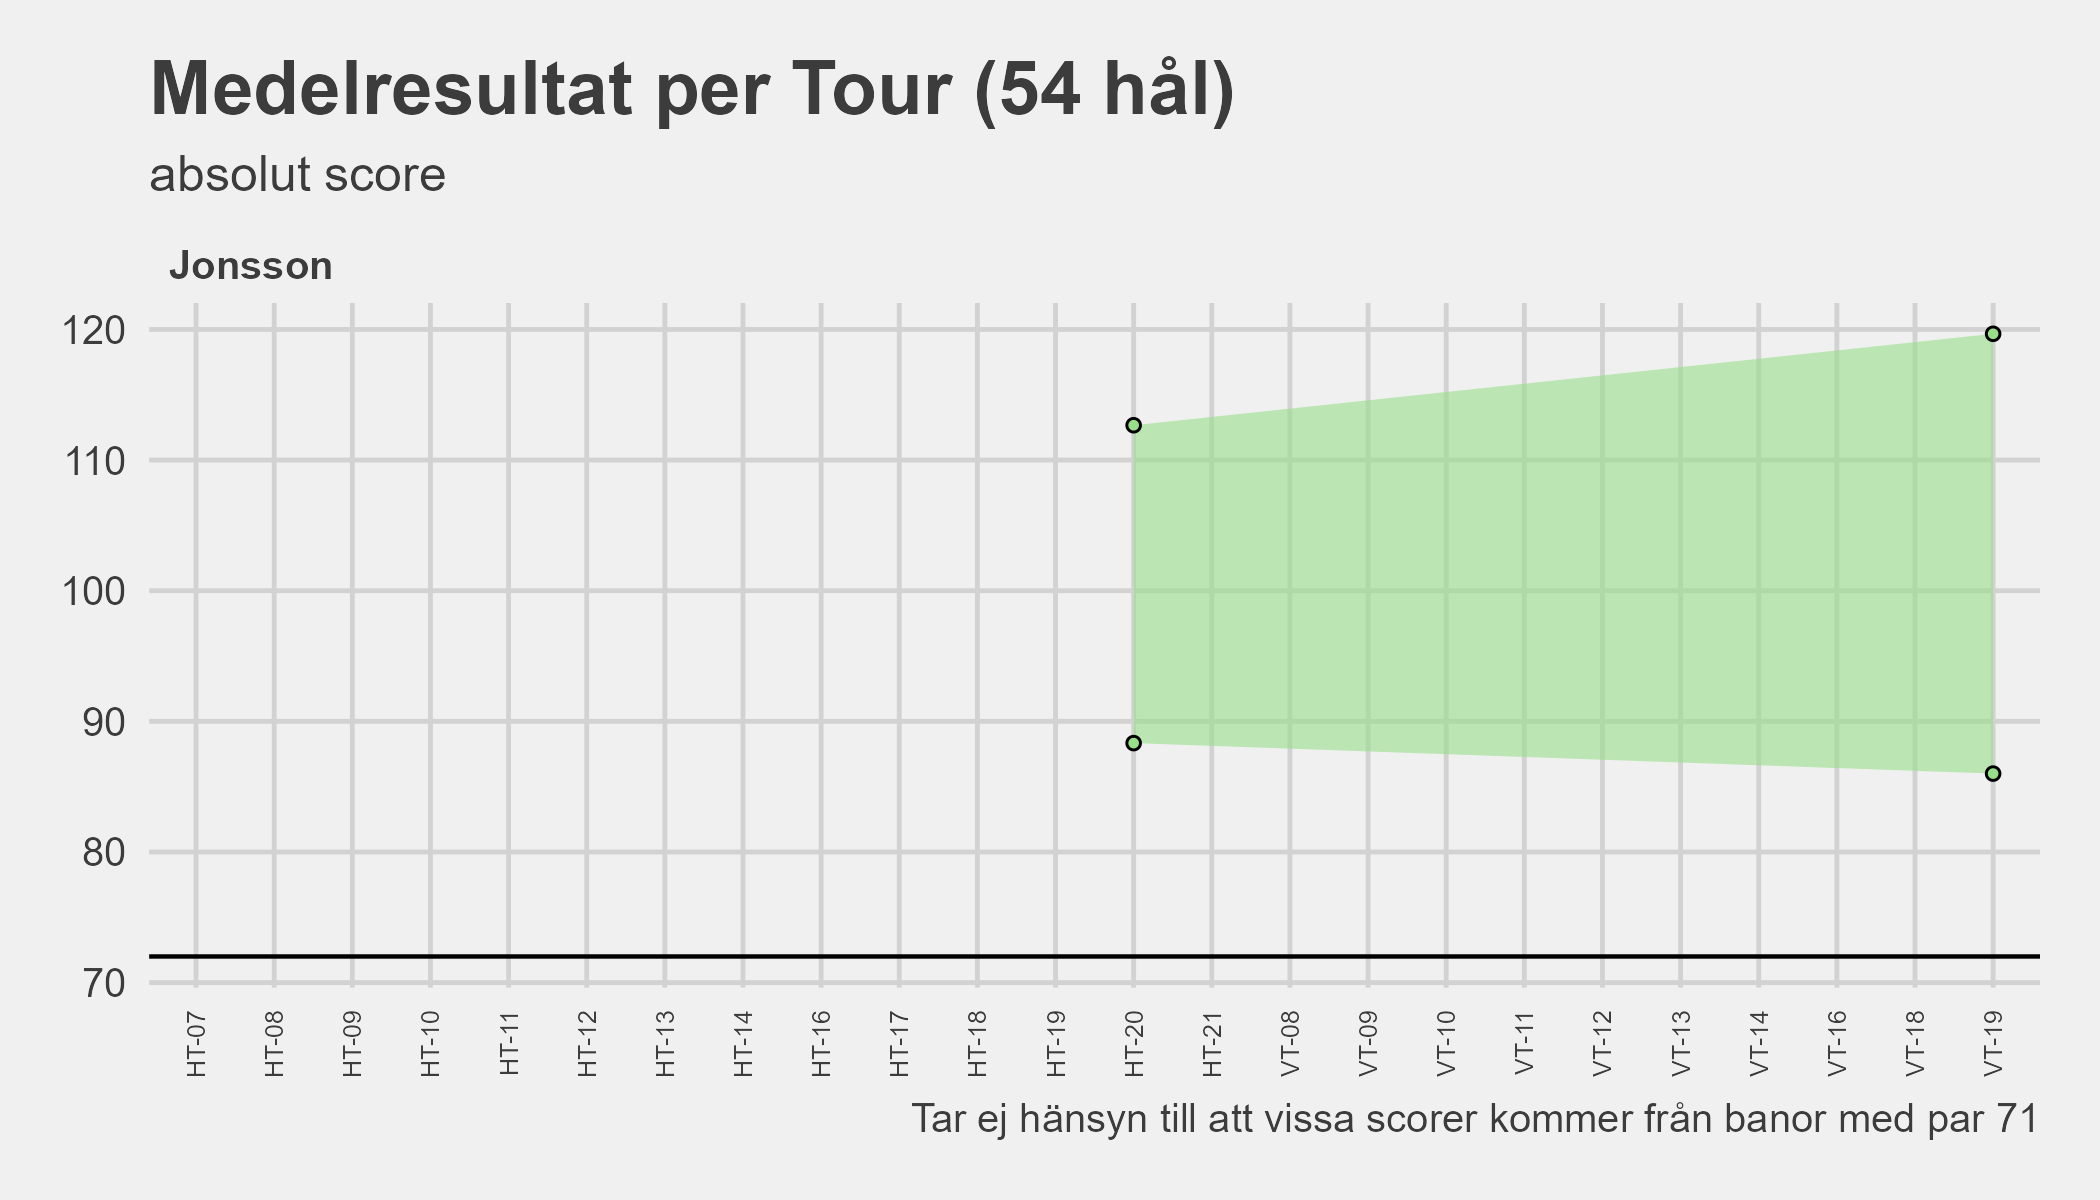 Medelresultat per Tour (54 hål)
absolut score
Jonsson
120
110
100
90
80
70
HT-07 HT-08 HT-09 HT-10 HT-11 HT-12 HT-13 HT-14 HT-16 HT-17 HT-18 HT-19 HT-20 HT-21 VT-08 VT-09 VT-10 VT-11 VT-12 VT-13 VT-14 VT-16 VT-18 VT-19
Tar ej hänsyn till att vissa scorer kommer från banor med par 71